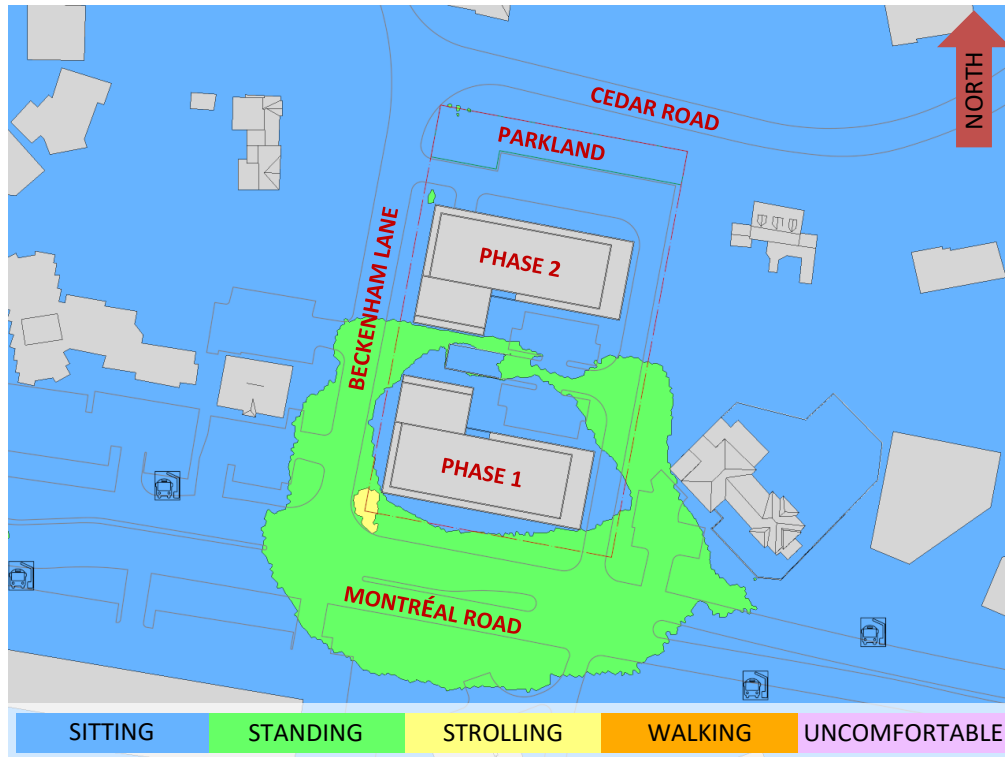 NORTH
CEDAR ROAD
PARKLAND
BECKENHAM LANE
PHASE 2
PHASE 1
MONTRÉAL ROAD
SITTING STANDING STROLLING WALKING UNCOMFORTABLE